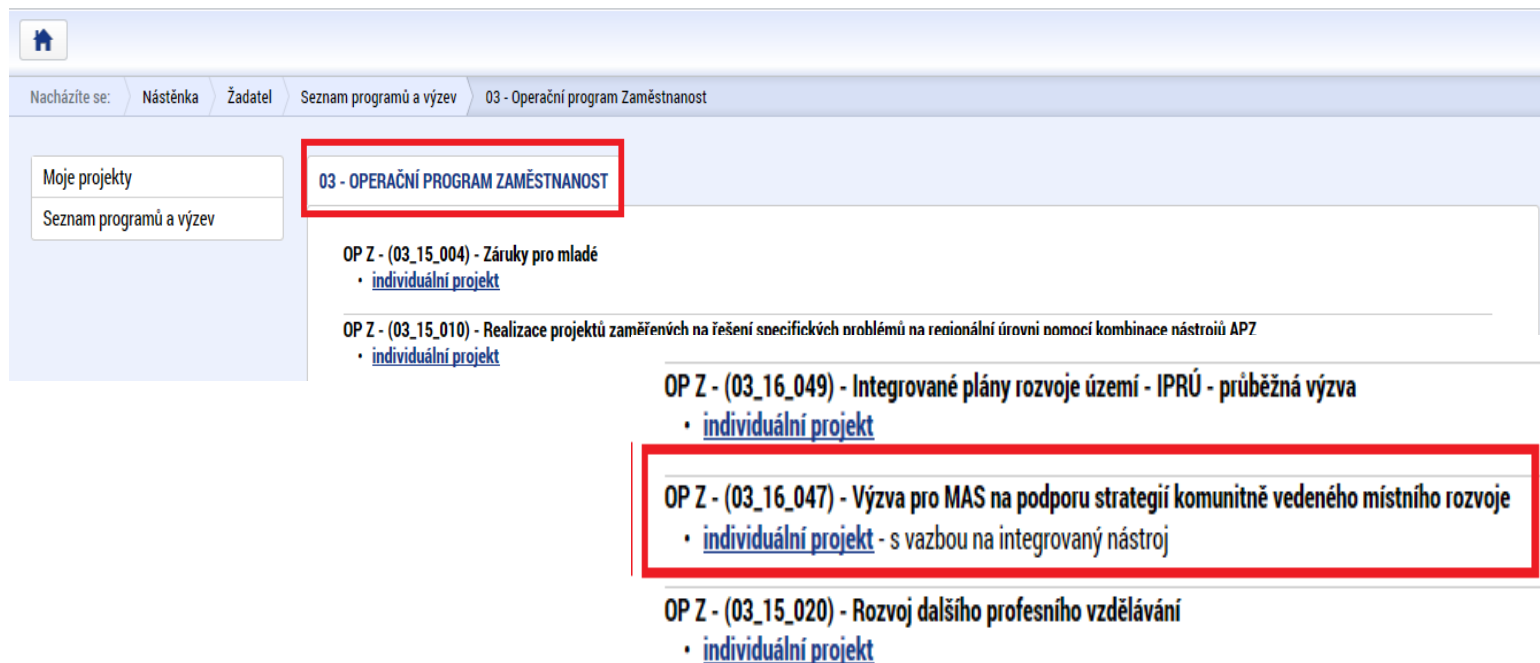 Nacházíte se: Nástěnka Žadatel Seznam programů a výzev 03 - Operační program Zaměstnanost
Moje projekty
Seznam programů a výzev
03 - OPERAČNÍ PROGRAM ZAMĚSTNANOST
OP Z - (03_15_004) - Záruky pro mladé
• individuální projekt
OP Z - (03_15_010) - Realizace projektů zaměřených na řešení specifických problémů na regionální úrovni pomocí kombinace nástrojů APZ
• individuální projekt
OP Z - (03_16_049) - Integrované plány rozvoje území - IPRÚ - průběžná výzva
• individuální projekt
OP Z - (03_16_047) - Výzva pro MAS na podporu strategií komunitně vedeného místního rozvoje
• individuální projekt - s vazbou na integrovaný nástroj
OP Z - (03_15_020) - Rozvoj dalšího profesního vzdělávání
• individuální projekt